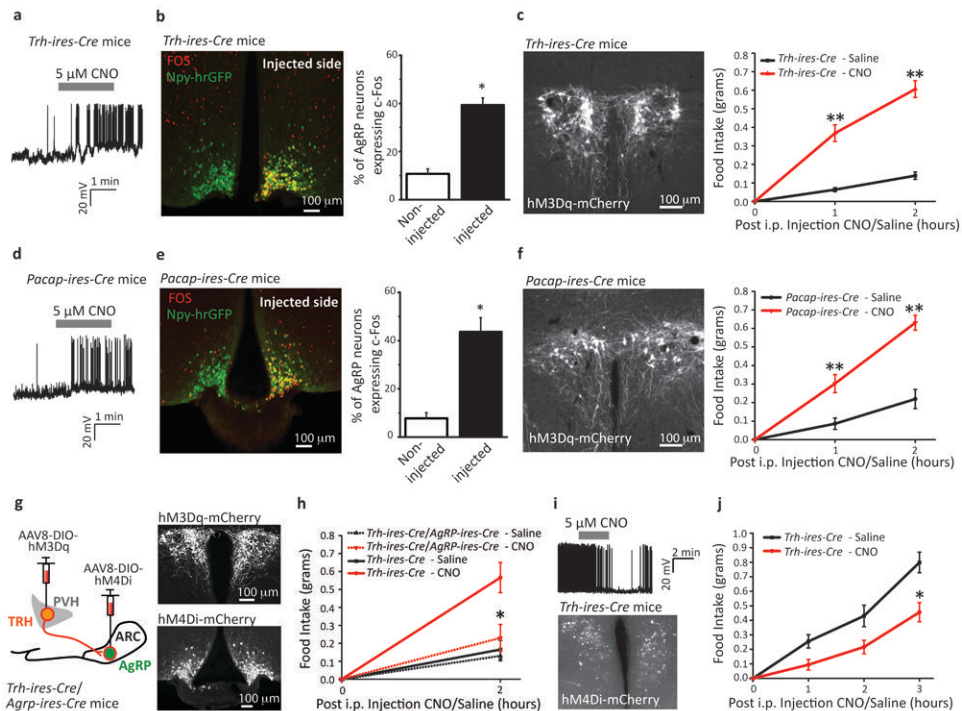 a
Trh-ires-Cre mice
5 μM CNO
20 mV
1 min
b
Trh-ires-Cre mice
FOS
Npy-hrGFP
Injected side
100 μm
% of AgRP neurons
expressing c-Fos
60
40
20
0
*
Non-
injected
injected
c
Trh-ires-Cre mice
hM3Dq-mCherry
100 μm
Trh-ires-Cre - Saline
Trh-ires-Cre - CNO
Food Intake (grams)
0.8
0.7
0.6
0.5
0.4
0.3
0.2
0.1
0.0
**
**
0
1
2
Post i.p. Injection CNO/Saline (hours)
d
Pacap-ires-Cre mice
5 μM CNO
20 mV
1 min
e
Pacap-ires-Cre mice
FOS
Npy-hrGFP
Injected side
100 μm
% of AgRP neurons
expressing c-Fos
60
40
20
0
*
Non-
injected
injected
f
Pacap-ires-Cre mice
hM3Dq-mCherry
100 μm
Pacap-ires-Cre - Saline
Pacap-ires-Cre - CNO
Food Intake (grams)
0.8
0.7
0.6
0.5
0.4
0.3
0.2
0.1
0.0
**
**
0
1
2
Post i.p. Injection CNO/Saline (hours)
g
AAV8-DIO-
hM3Dq
AAV8-DIO-
hM4Di
PVH
TRH
ARC
AgRP
Trh-ires-Cre/
Agrp-ires-Cre mice
hM3Dq-mCherry
100 μm
hM4Di-mCherry
100 μm
h
Trh-ires-Cre/AgRP-ires-Cre - Saline
Trh-ires-Cre/AgRP-ires-Cre - CNO
Trh-ires-Cre - Saline
Trh-ires-Cre - CNO
Food Intake (grams)
0.8
0.7
0.6
0.5
0.4
0.3
0.2
0.1
0.0
*
0
2
Post i.p. Injection CNO/Saline (hours)
i
5 μM CNO
2 min
20 mV
Trh-ires-Cre mice
hM4Di-mCherry
100 μm
j
Trh-ires-Cre - Saline
Trh-ires-Cre - CNO
Food Intake (grams)
1.0
0.9
0.8
0.7
0.6
0.5
0.4
0.3
0.2
0.1
0.0
*
0
1
2
3
Post i.p. Injection CNO/Saline (hours)